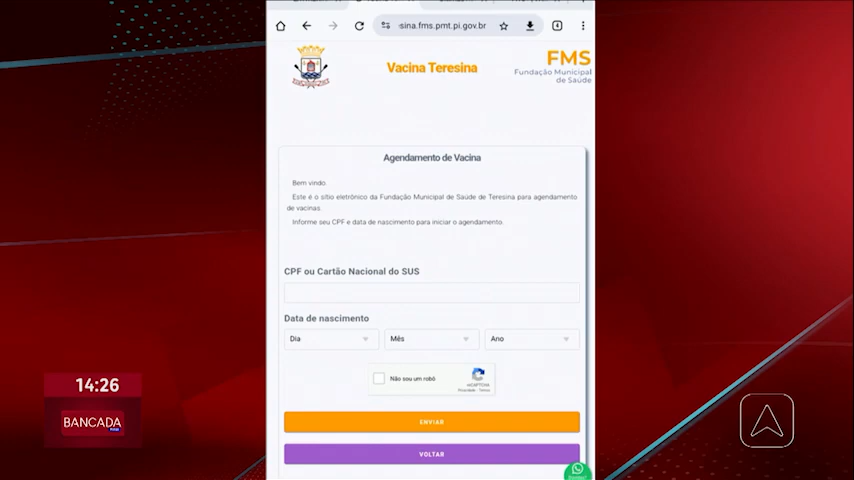 sina.fms.pmt.pi.gov.br
4
Vacina Teresina
FMS
Fundação Municipal
de Saúde
Agendamento de Vacina
Bem vindo
Este é o sítio eletrônico da Fundação Municipal de Saúde de Teresina para agendamento
de vacinas.
Informe seu CPF e data de nascimento para iniciar o agendamento.
CPF ou Cartão Nacional do SUS
Data de nascimento
Dia
Mês
Ano
Não sou um robô
reCAPTCHA
Privacidade - Termos
ENVIAR
VOLTAR
14:26
BANCADA